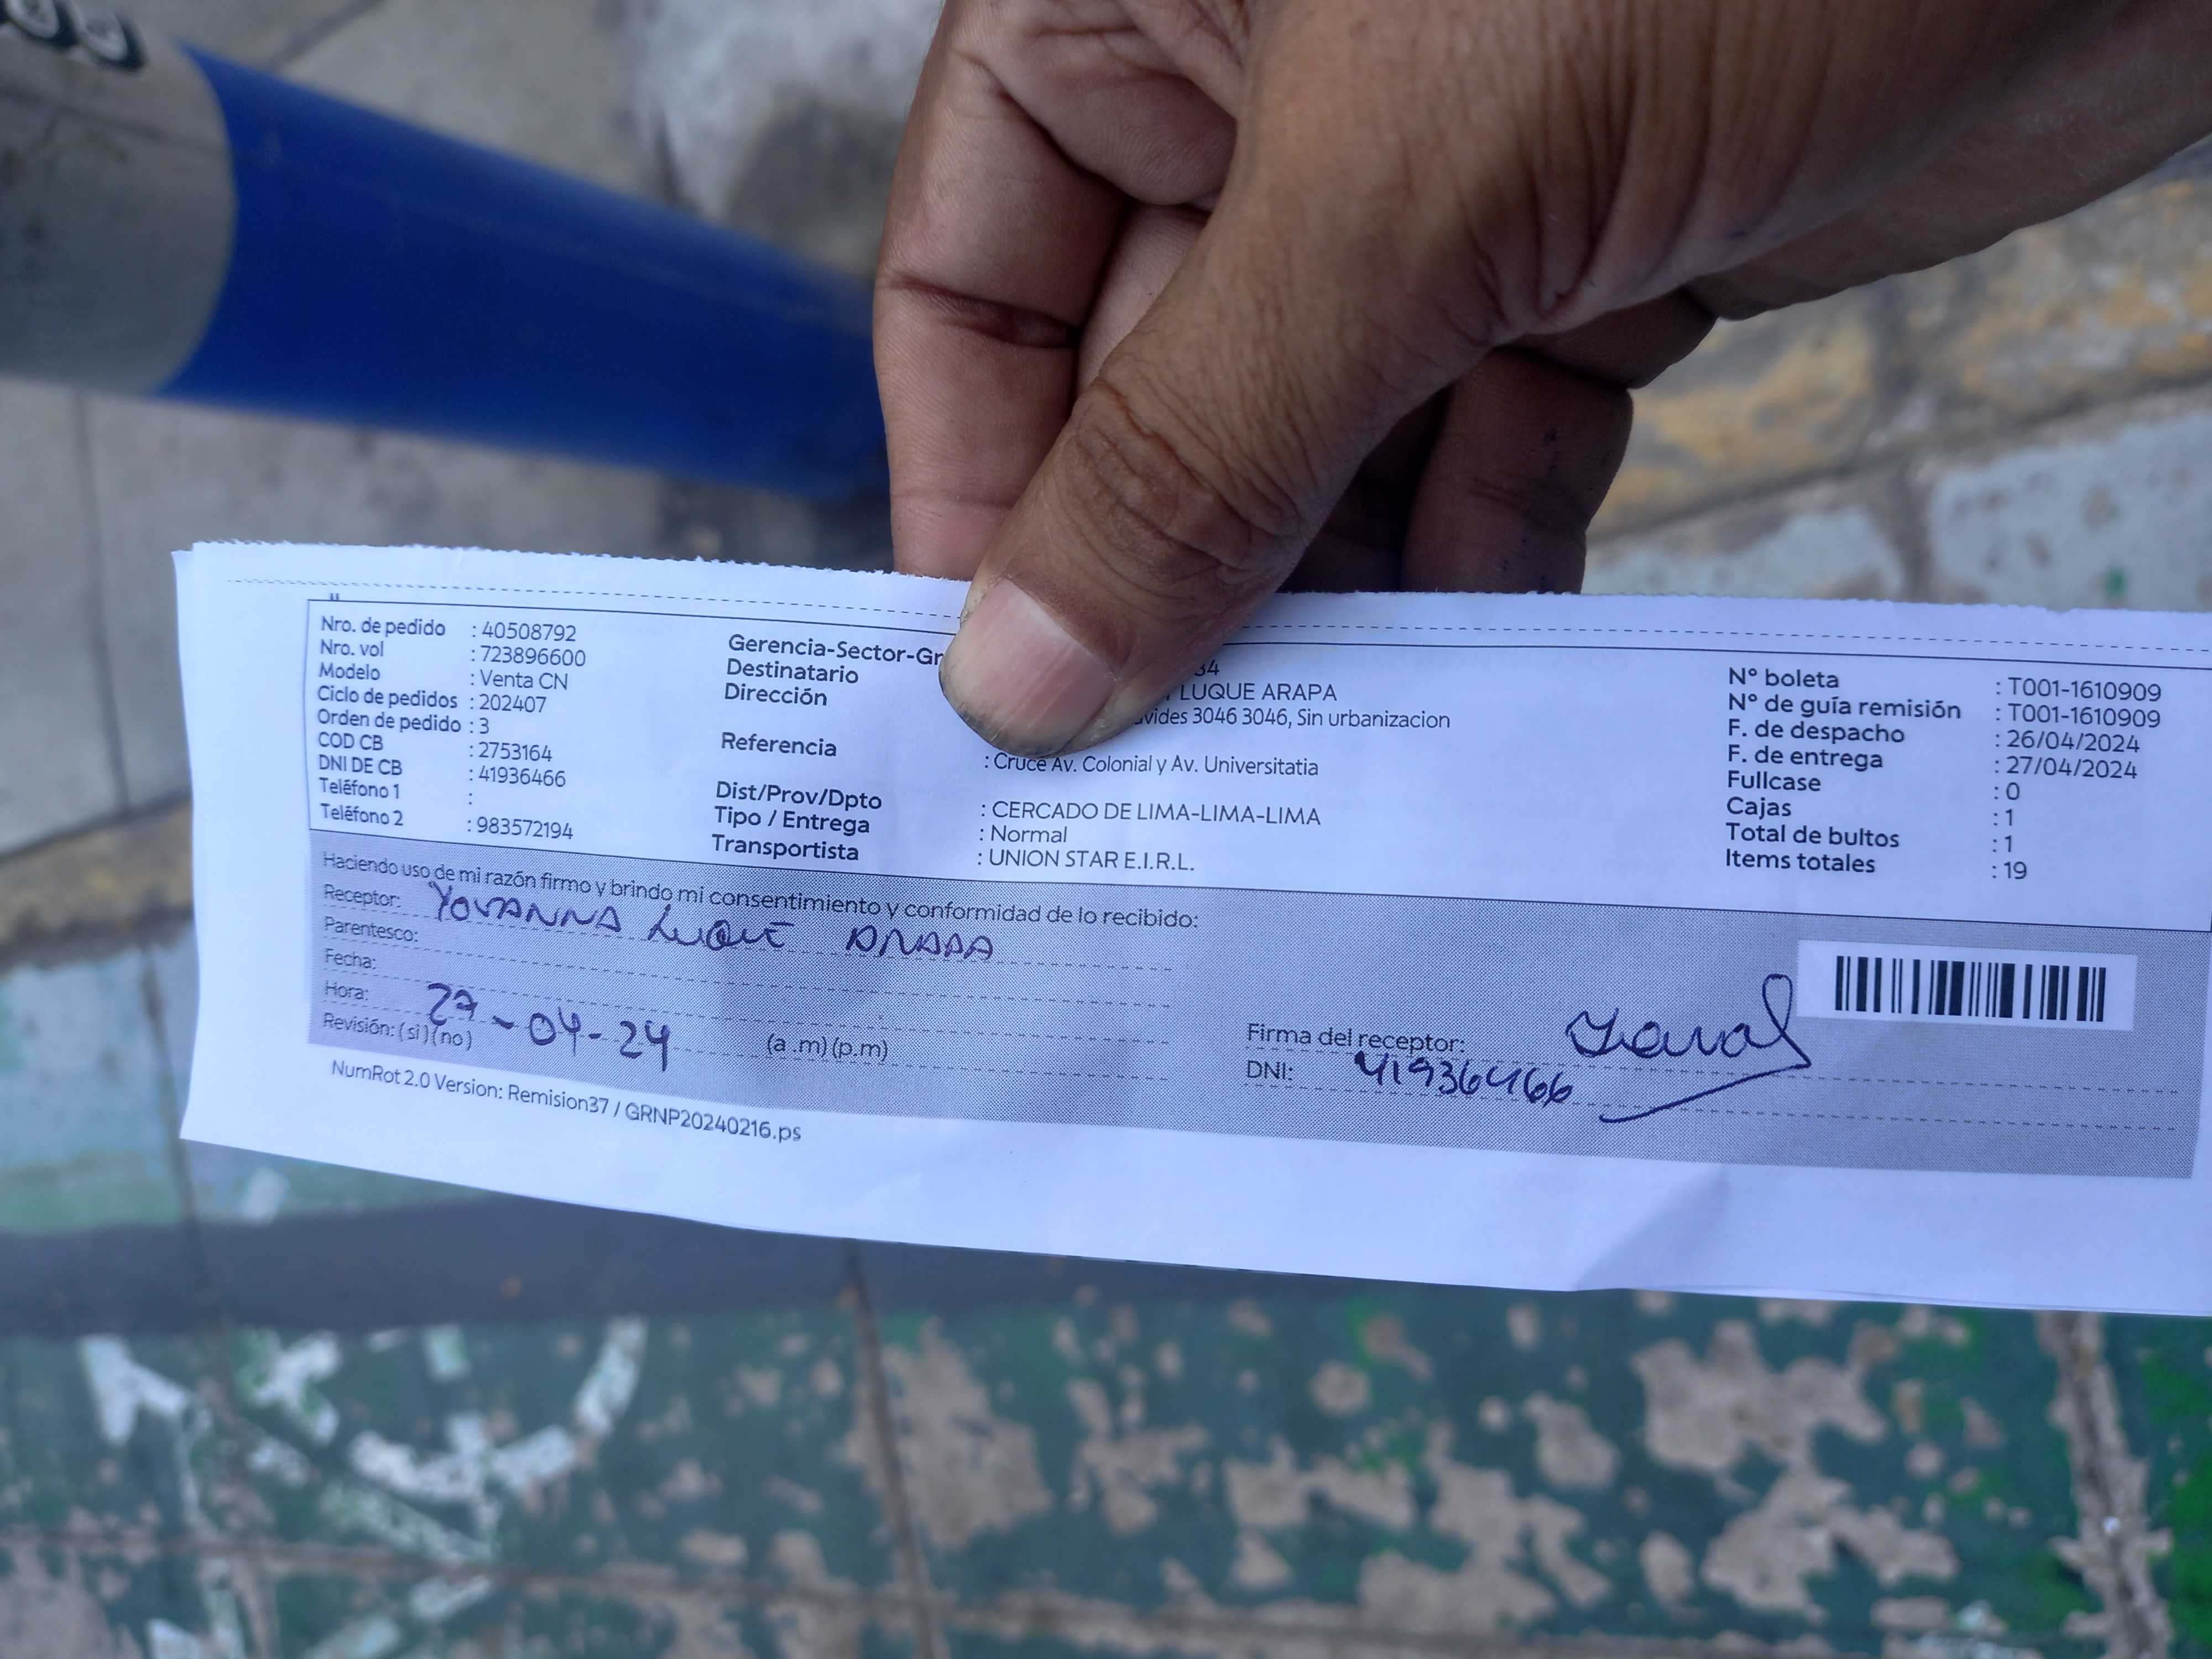 Nro. de pedido : 40508792
Nro. vol : 723896600
Modelo : Venta CN
Ciclo de pedidos : 202407
Orden de pedido : 3
COD CB : 2753164
DNI DE CB : 41936466
Teléfono 1 :
Teléfono 2 : 983572194
Gerencia-Sector-Gr 34
Destinatario LUQUE ARAPA
Dirección 3046 3046, Sin urbanizacion
Referencia : Cruce Av. Colonial y Av. Universitatia
Dist/Prov/Dpto : CERCADO DE LIMA-LIMA-LIMA
Tipo / Entrega : Normal
Transportista : UNION STAR E.I.R.L.
N° boleta : T001-1610909
N° de guía remisión : T001-1610909
F. de despacho : 26/04/2024
F. de entrega : 27/04/2024
Fullcase : 0
Cajas : 1
Total de bultos : 1
Items totales : 19
Haciendo uso de mi razón firmo y brindo mi consentimiento y conformidad de lo recibido:
Receptor: YOVANNA LUQUE ARAPA
Parentesco:
Fecha: 27-04-24
Hora: (a .m) (p.m)
Revisión: (si) (no)
Firma del receptor:
DNI: 41936466
NumRot 2.0 Version: Remision37 / GRNP20240216.ps